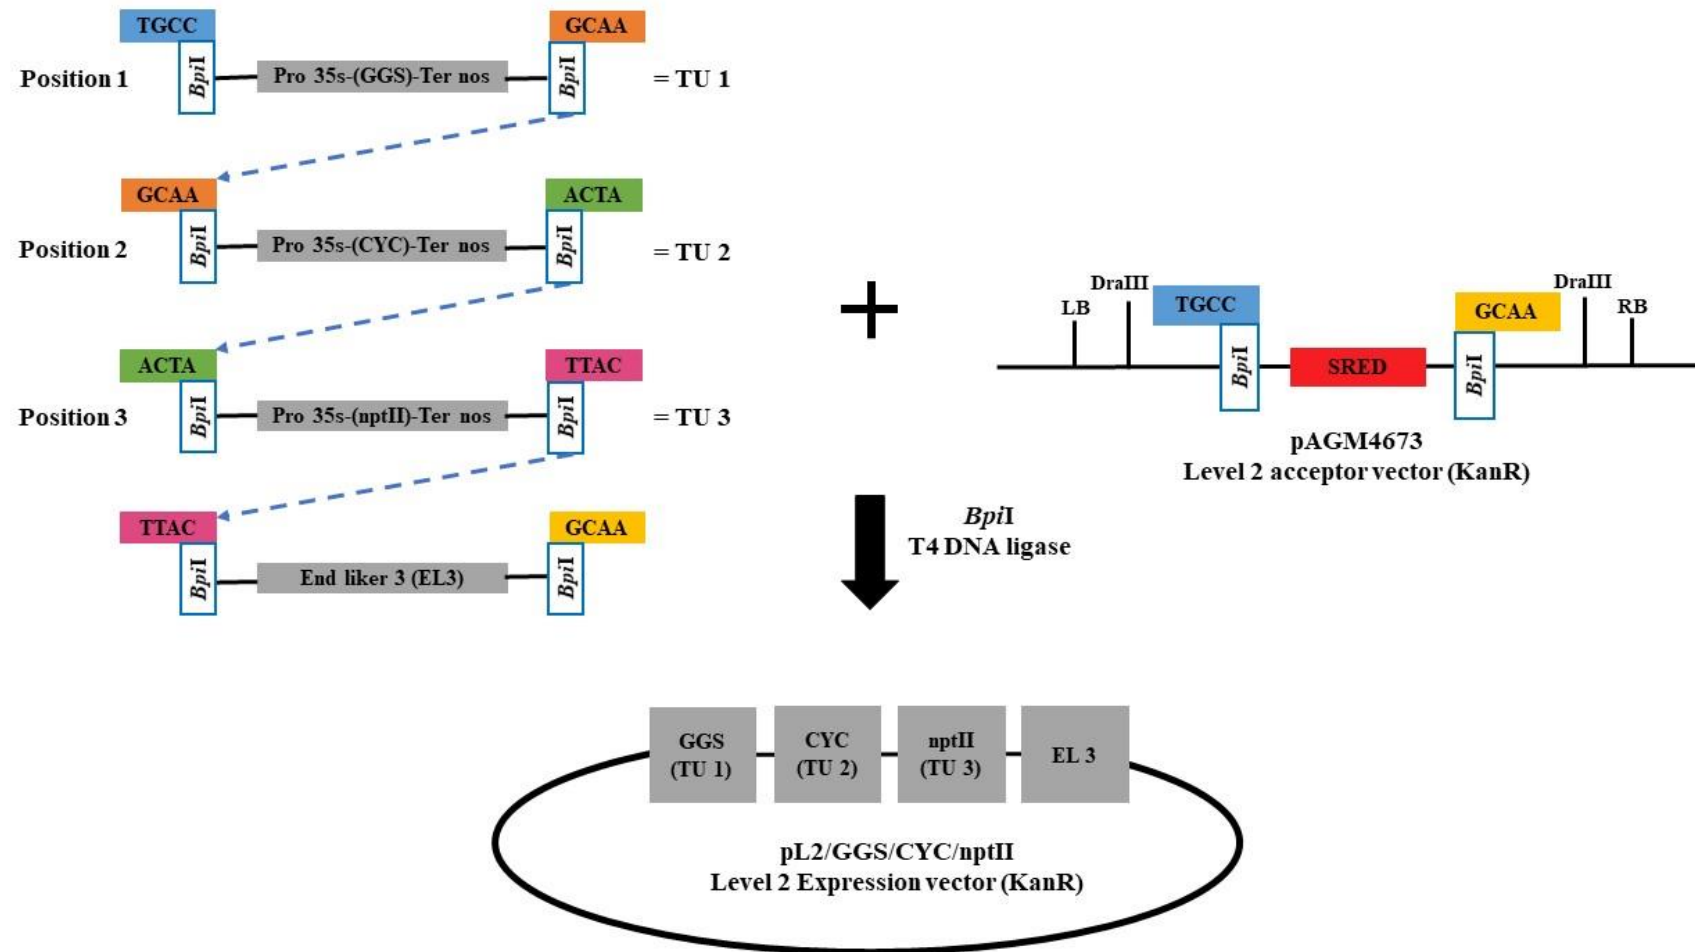 TGCC
GCAA
Position 1
BpiI
Pro 35s-(GGS)-Ter nos
BpiI
= TU 1
GCAA
ACTA
Position 2
BpiI
Pro 35s-(CYC)-Ter nos
BpiI
= TU 2
ACTA
TTAC
Position 3
BpiI
Pro 35s-(nptII)-Ter nos
BpiI
= TU 3
TTAC
GCAA
BpiI
End liker 3 (EL3)
BpiI
+
LB
DraIII
TGCC
GCAA
DraIII
RB
BpiI
SRED
BpiI
pAGM4673
Level 2 acceptor vector (KanR)
BpiI
T4 DNA ligase
GGS
(TU 1)
CYC
(TU 2)
nptII
(TU 3)
EL 3
pL2/GGS/CYC/nptII
Level 2 Expression vector (KanR)